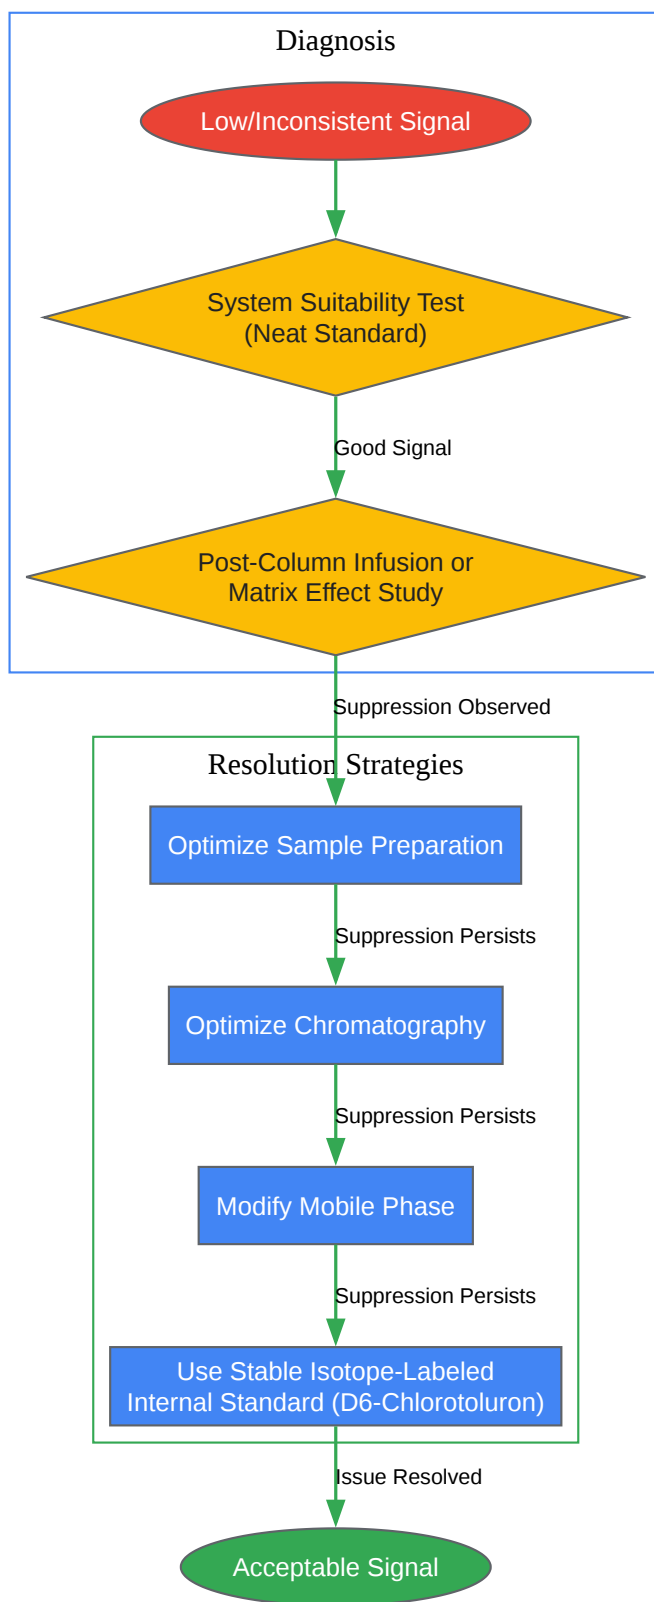 Diagnosis
Low/Inconsistent Signal
System Suitability Test
(Neat Standard)
Good Signal
Post-Column Infusion or
Matrix Effect Study
Suppression Observed
Resolution Strategies
Optimize Sample Preparation
Suppression Persists
Optimize Chromatography
Suppression Persists
Modify Mobile Phase
Suppression Persists
Use Stable Isotope-Labeled
Internal Standard (D6-Chlorotoluron)
Issue Resolved
Acceptable Signal